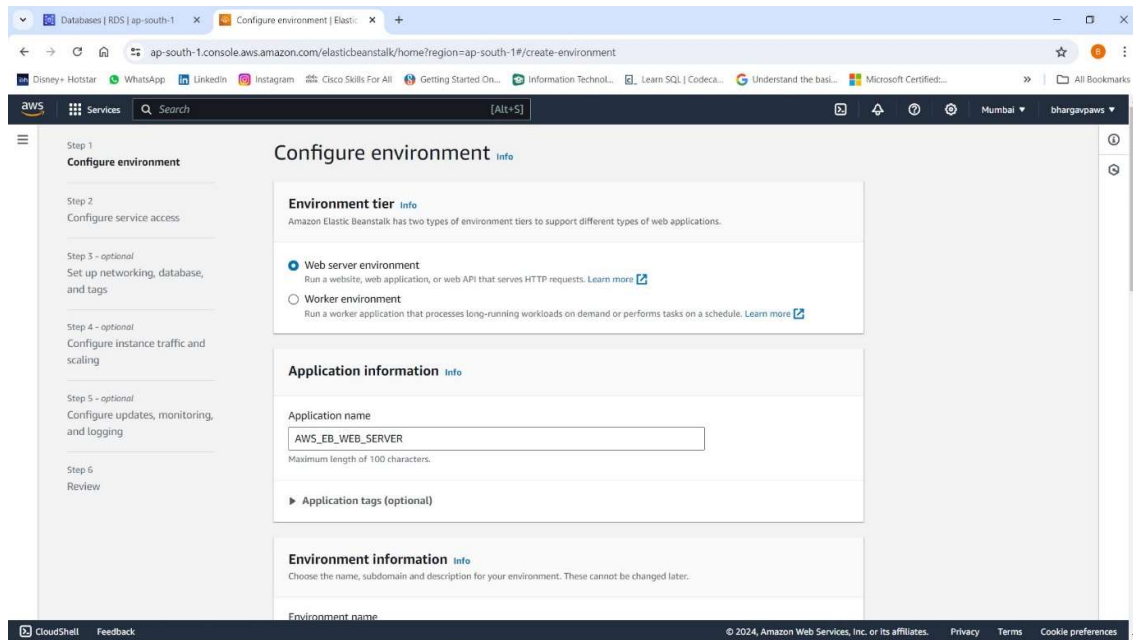 Databases | RDS | ap-south-1
Configure environment | Elastic
ap-south-1.console.aws.amazon.com/elasticbeanstalk/home?region=ap-south-1#/create-environment
B
Disney+ Hotstar WhatsApp LinkedIn Instagram Cisco Skills For All Getting Started On... Information Technol... Learn SQL | Codeca... Understand the basi... Microsoft Certified:... » All Bookmarks
aws Services Search [Alt+S] Mumbai ▼ bhargavpaws ▼
Step 1
Configure environment
Step 2
Configure service access
Step 3 - optional
Set up networking, database,
and tags
Step 4 - optional
Configure instance traffic and
scaling
Step 5 - optional
Configure updates, monitoring,
and logging
Step 6
Review
Configure environment Info
Environment tier Info
Amazon Elastic Beanstalk has two types of environment tiers to support different types of web applications.
Web server environment
Run a website, web application, or web API that serves HTTP requests. Learn more
Worker environment
Run a worker application that processes long-running workloads on demand or performs tasks on a schedule. Learn more
Application information Info
Application name
AWS_EB_WEB_SERVER
Maximum length of 100 characters.
▶ Application tags (optional)
Environment information Info
Choose the name, subdomain and description for your environment. These cannot be changed later.
Environment name
CloudShell Feedback © 2024, Amazon Web Services, Inc. or its affiliates. Privacy Terms Cookie preferences